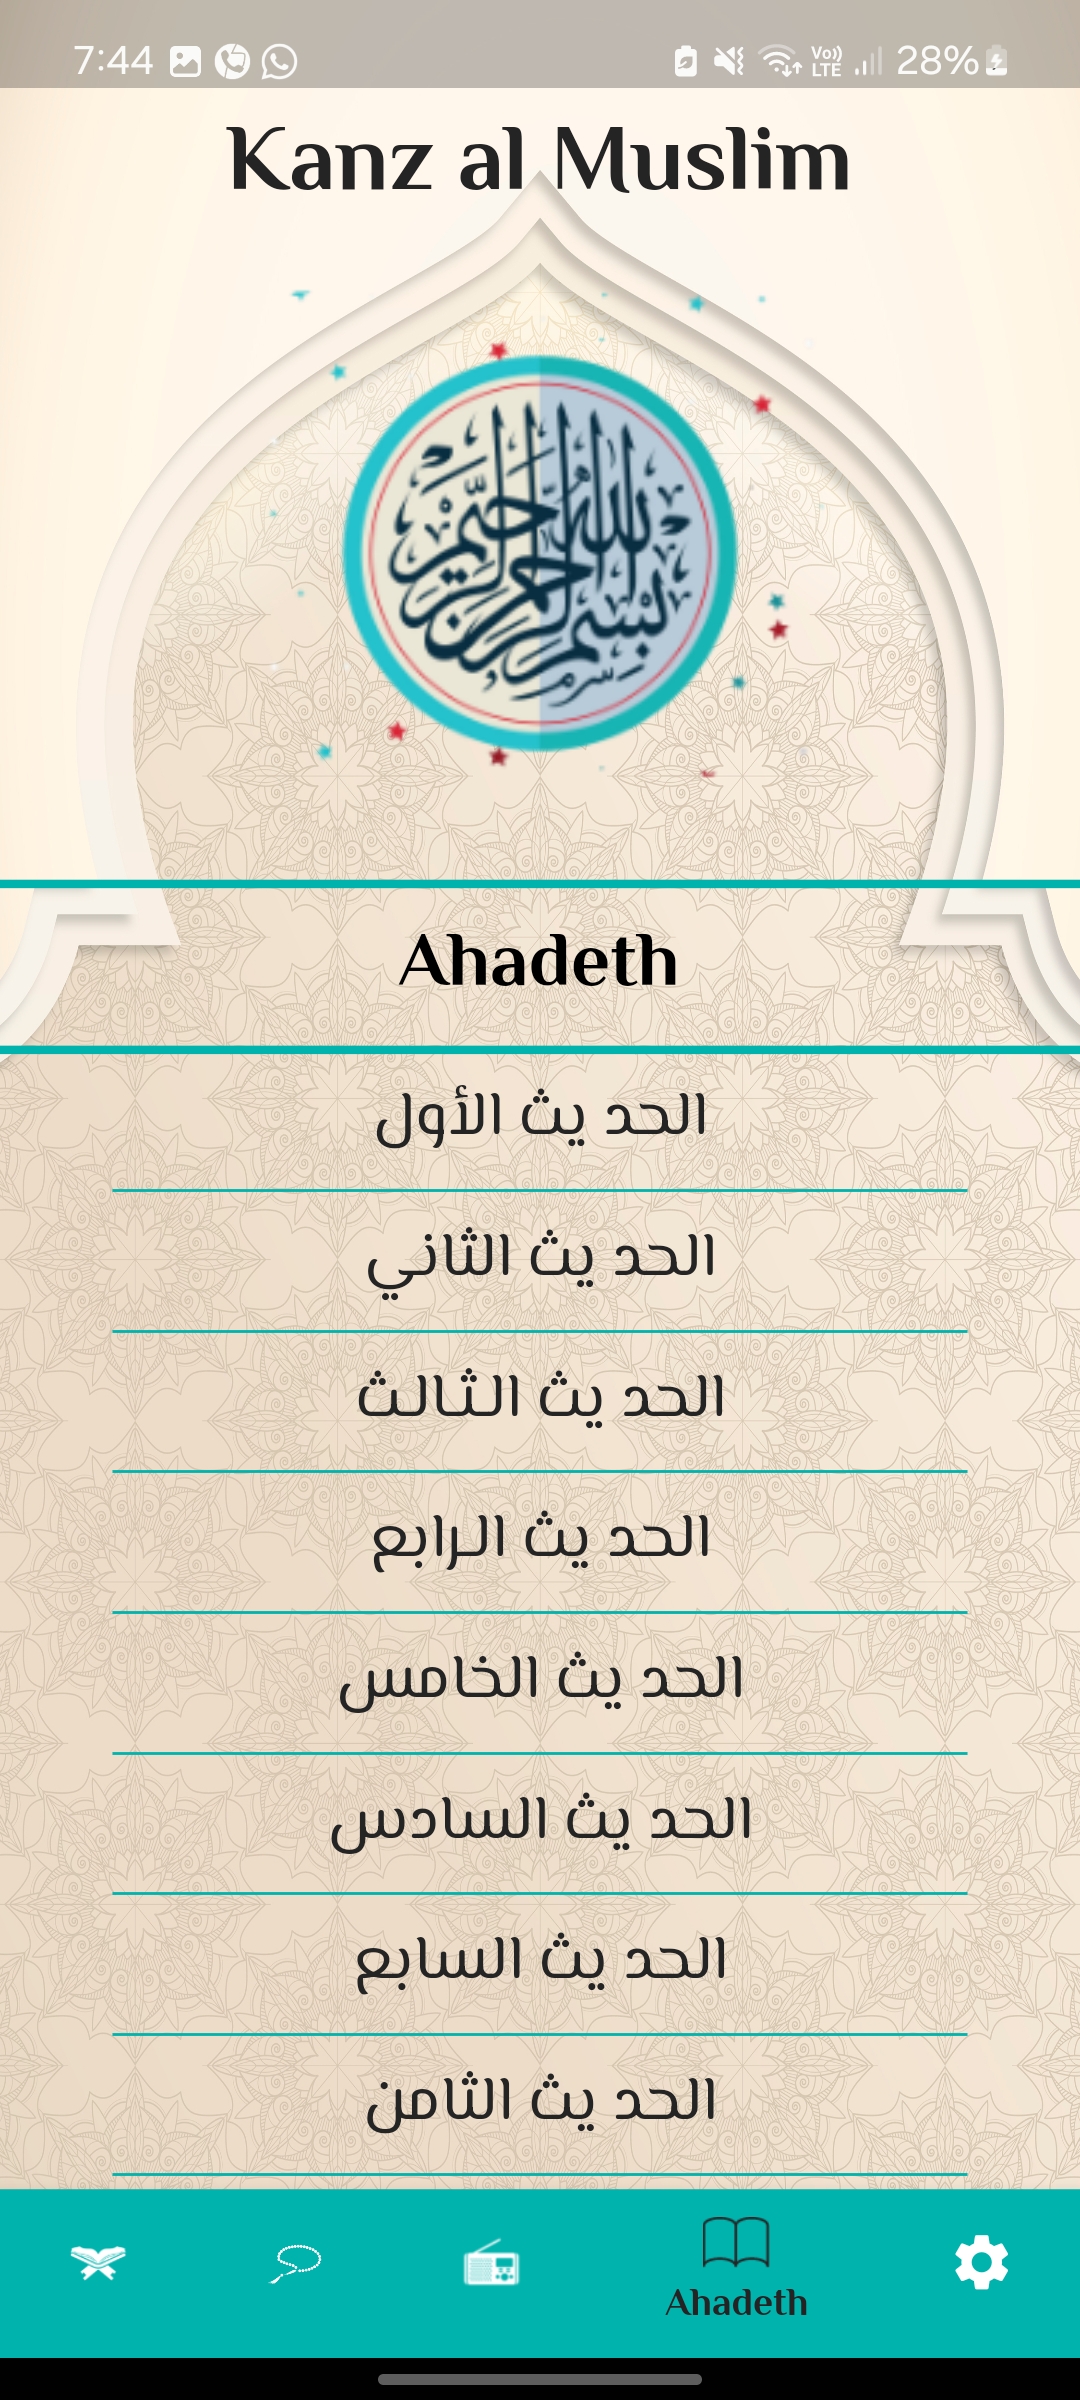 7:44 Vo)) LTE 28%
Kanz al Muslim
بسم الله الرحمن الرحيم
Ahadeth
الحد يث الأول
الحد يث الثاني
الحد يث الثالث
الحد يث الرابع
الحد يث الخامس
الحد يث السادس
الحد يث السابع
الحد يث الثامن
Ahadeth